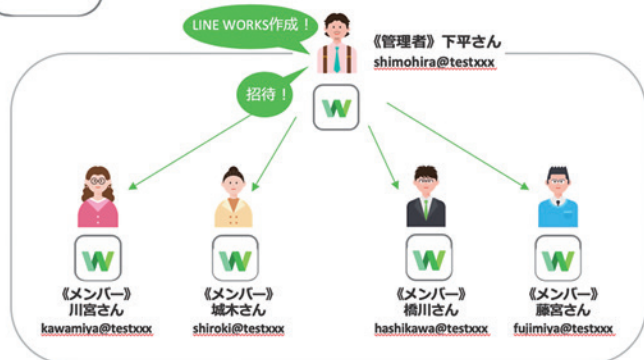 LINE WORKS作成！
《管理者》下平さん
shimohira@testxxx
招待！
《メンバー》
川宮さん
kawamiya@testxxx
《メンバー》
城木さん
shiroki@testxxx
《メンバー》
橋川さん
hashikawa@testxxx
《メンバー》
藤宮さん
fujimiya@testxxx